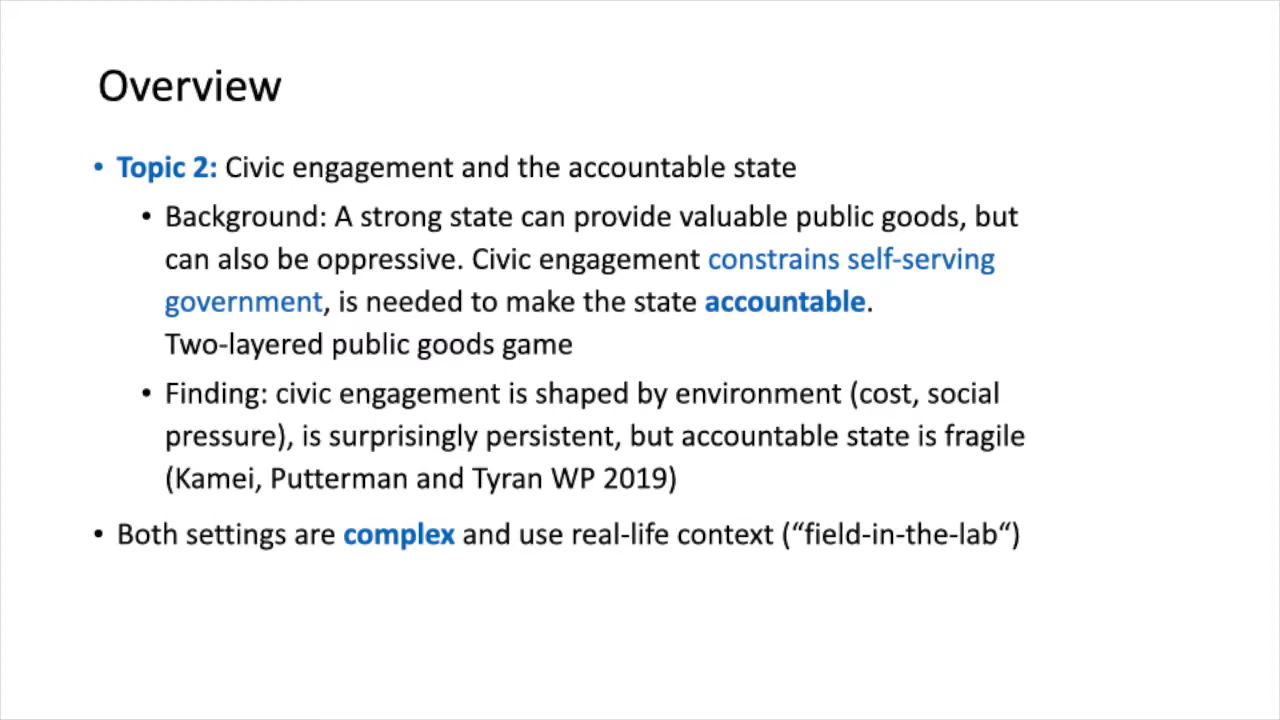 Overview
• Topic 2: Civic engagement and the accountable state
• Background: A strong state can provide valuable public goods, but
can also be oppressive. Civic engagement constrains self-serving
government, is needed to make the state accountable.
Two-layered public goods game
• Finding: civic engagement is shaped by environment (cost, social
pressure), is surprisingly persistent, but accountable state is fragile
(Kamei, Putterman and Tyran WP 2019)
• Both settings are complex and use real-life context (“field-in-the-lab“)